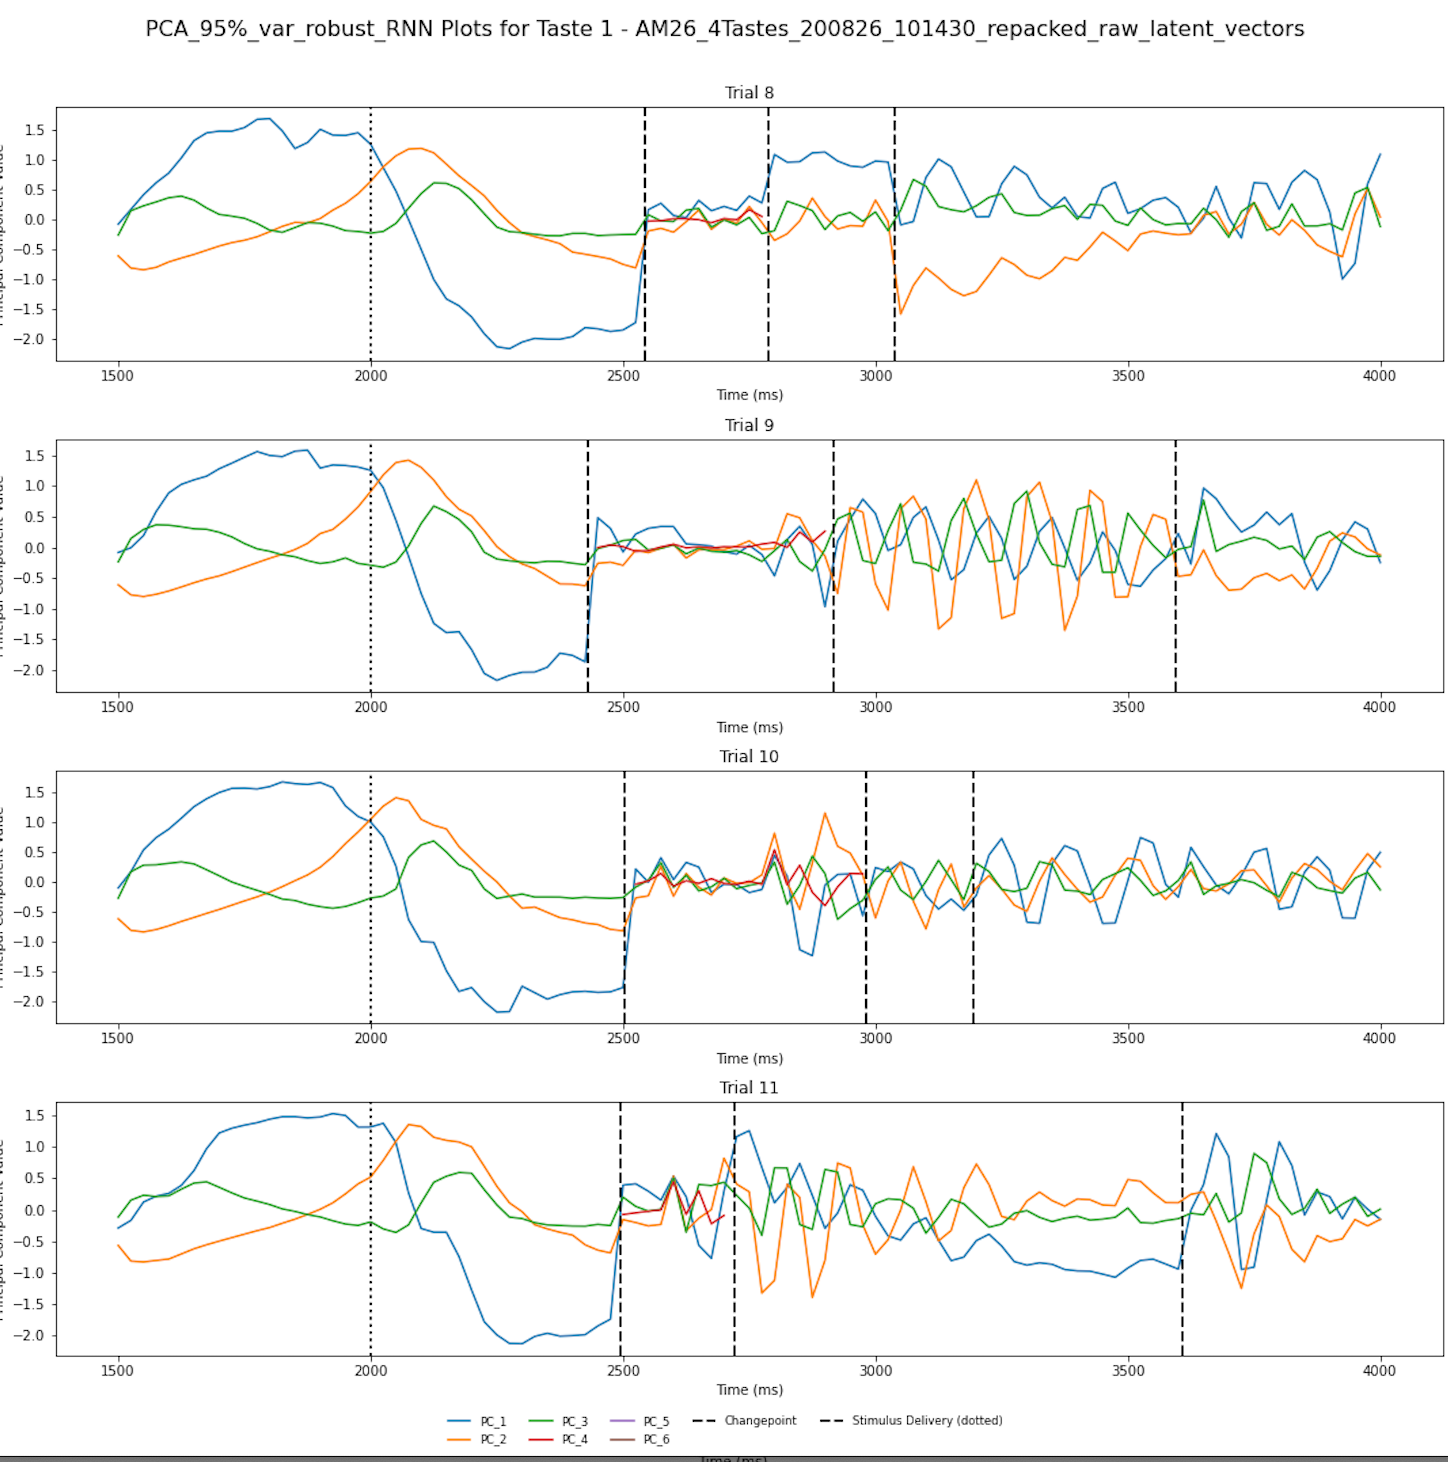 PCA_95%_var_robust_RNN Plots for Taste 1 - AM26_4Tastes_200826_101430_repacked_raw_latent_vectors
Trial 8
1.5
1.0
0.5
0.0
−0.5
−1.0
−1.5
−2.0
1500 2000 2500 3000 3500 4000
Time (ms)
Trial 9
1.5
1.0
0.5
0.0
−0.5
−1.0
−1.5
−2.0
1500 2000 2500 3000 3500 4000
Time (ms)
Trial 10
1.5
1.0
0.5
0.0
−0.5
−1.0
−1.5
−2.0
1500 2000 2500 3000 3500 4000
Time (ms)
Trial 11
1.5
1.0
0.5
0.0
−0.5
−1.0
−1.5
−2.0
1500 2000 2500 3000 3500 4000
Time (ms)
PC_1 PC_3 PC_5 Changepoint Stimulus Delivery (dotted)
PC_2 PC_4 PC_6